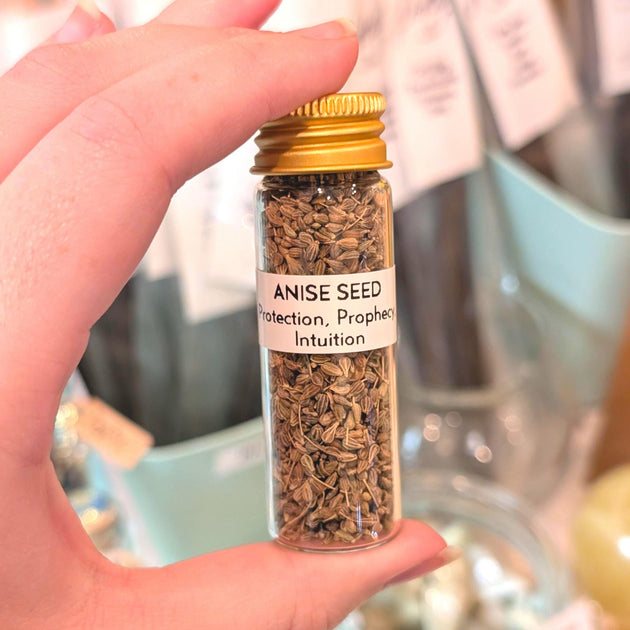 ANISE SEED
Protection, Prophecy,
Intuition